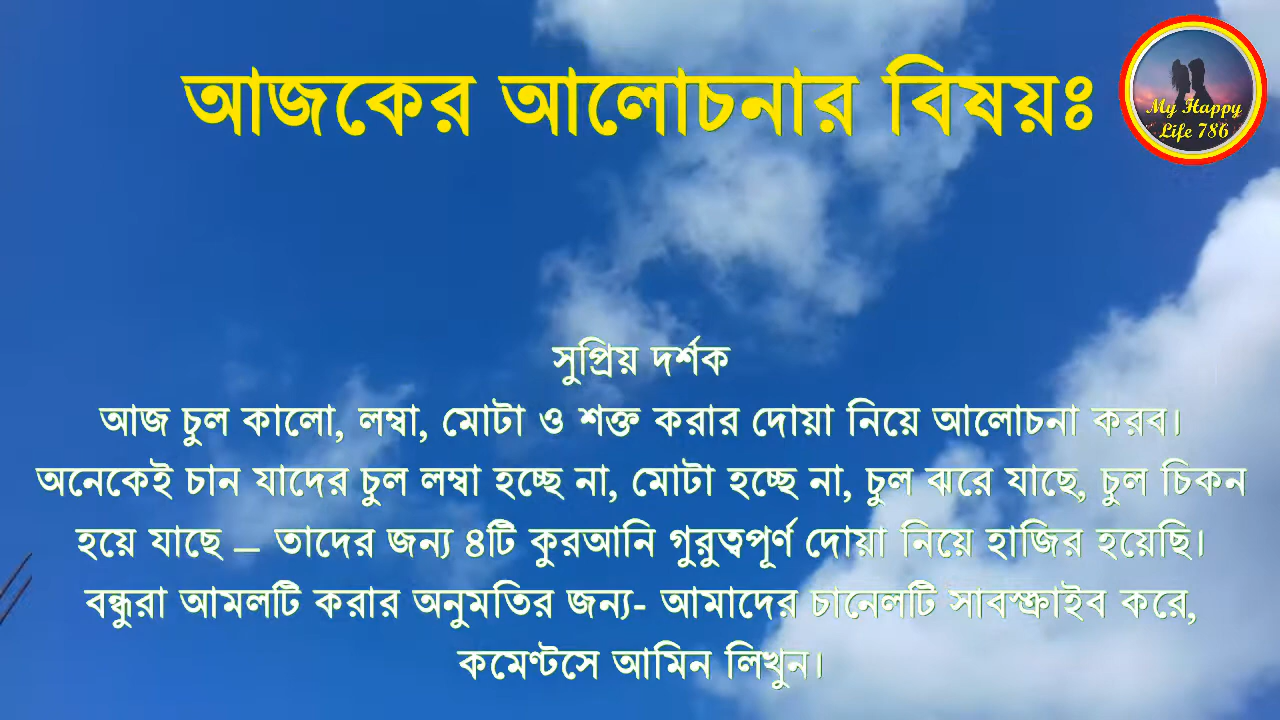 আজকের আলোচনার বিষয়ঃ
My Happy
Life 786
সুপ্রিয় দর্শক
আজ চুল কালো, লম্বা, মোটা ও শক্ত করার দোয়া নিয়ে আলোচনা করব।
অনেকেই চান যাদের চুল লম্বা হচ্ছে না, মোটা হচ্ছে না, চুল ঝরে যাচ্ছে, চুল চিকন
হয়ে যাচ্ছে – তাদের জন্য ৪টি কুরআনি গুরুত্বপূর্ণ দোয়া নিয়ে হাজির হয়েছি।
বন্ধুরা আমলটি করার অনুমতির জন্য- আমাদের চানেলটি সাবস্ক্রাইব করে,
কমেণ্টসে আমিন লিখুন।